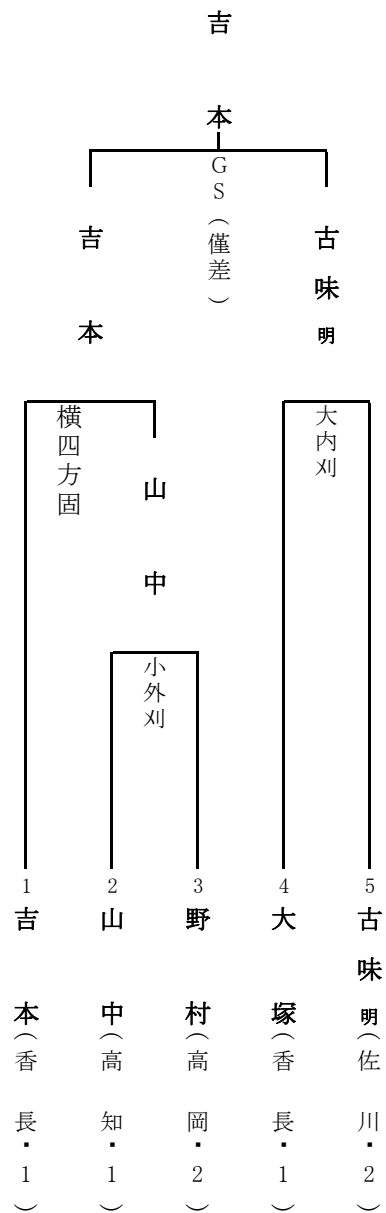 吉本
GS（僅差）
吉本
古味明
横四方固
大内刈
山中
小外刈
1 吉本（香長・1）
2 山中（高知・1）
3 野村（高岡・2）
4 大塚（香長・1）
5 古味明（佐川・2）